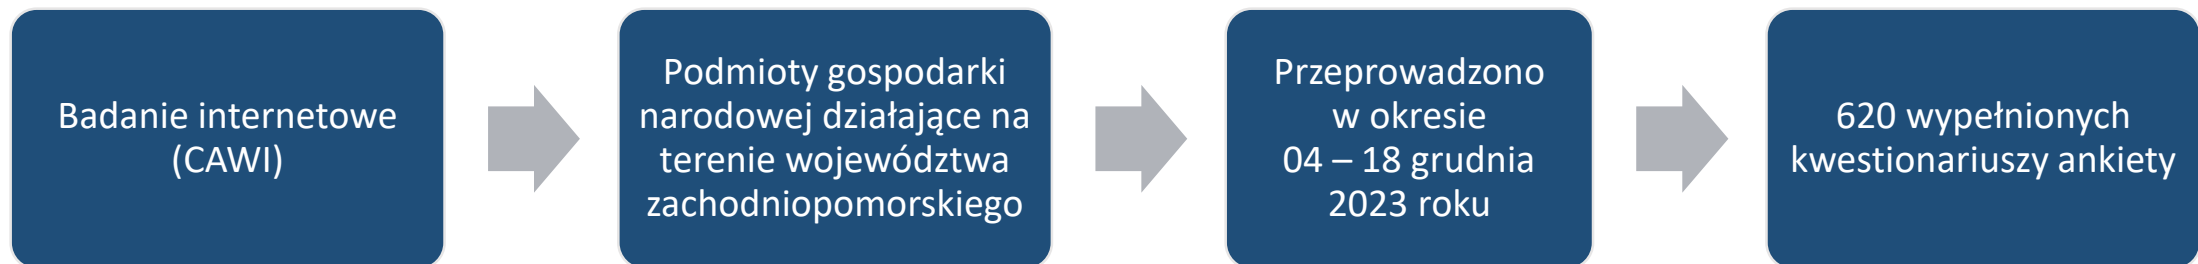 Badanie internetowe
(CAWI)
Podmioty gospodarki
narodowej działające na
terenie województwa
zachodniopomorskiego
Przeprowadzono
w okresie
04 – 18 grudnia
2023 roku
620 wypełnionych
kwestionariuszy ankiety